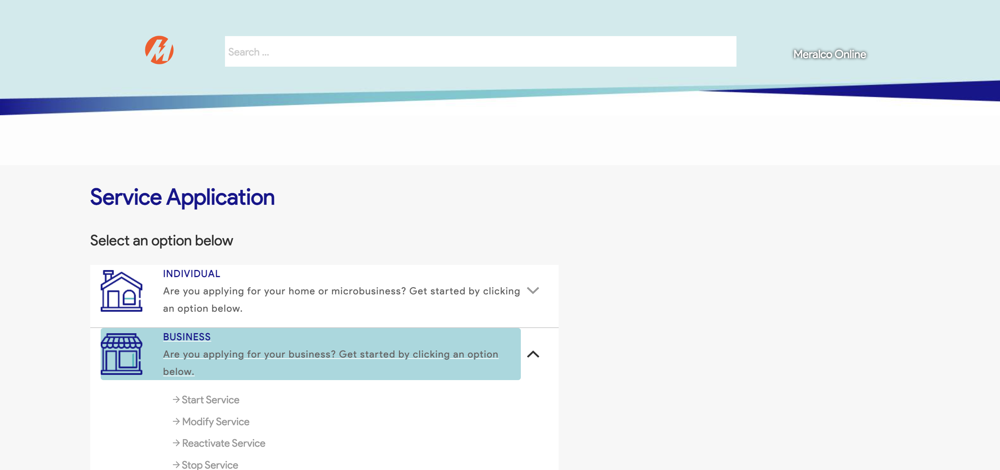 Search ...
Meralco Online
Service Application
Select an option below
INDIVIDUAL
Are you applying for your home or microbusiness? Get started by clicking
an option below.
BUSINESS
Are you applying for your business? Get started by clicking an option
below.
→ Start Service
→ Modify Service
→ Reactivate Service
→ Stop Service